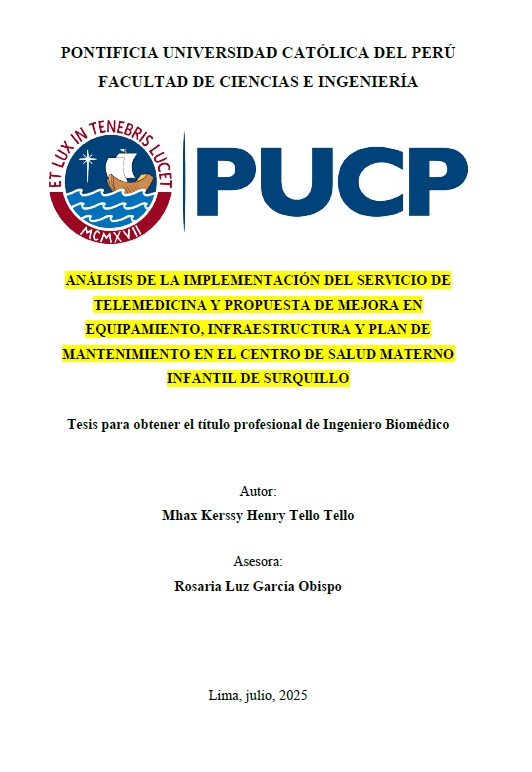 PONTIFICIA UNIVERSIDAD CATÓLICA DEL PERÚ
FACULTAD DE CIENCIAS E INGENIERÍA
ET LUX IN TENEBRIS LUCET
MCMXVII
PUCP
ANÁLISIS DE LA IMPLEMENTACIÓN DEL SERVICIO DE
TELEMEDICINA Y PROPUESTA DE MEJORA EN
EQUIPAMIENTO, INFRAESTRUCTURA Y PLAN DE
MANTENIMIENTO EN EL CENTRO DE SALUD MATERNO
INFANTIL DE SURQUILLO
Tesis para obtener el título profesional de Ingeniero Biomédico
Autor:
Mhax Kerssy Henry Tello Tello
Asesora:
Rosaria Luz García Obispo
Lima, julio, 2025